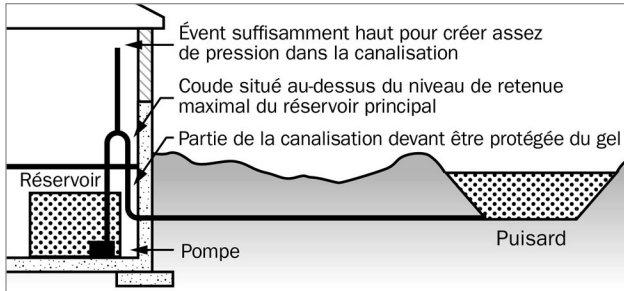 Évent suffisamment haut pour créer assez
de pression dans la canalisation
Coude situé au-dessus du niveau de retenue
maximal du réservoir principal
Partie de la canalisation devant être protégée du gel
Réservoir
Pompe
Puisard